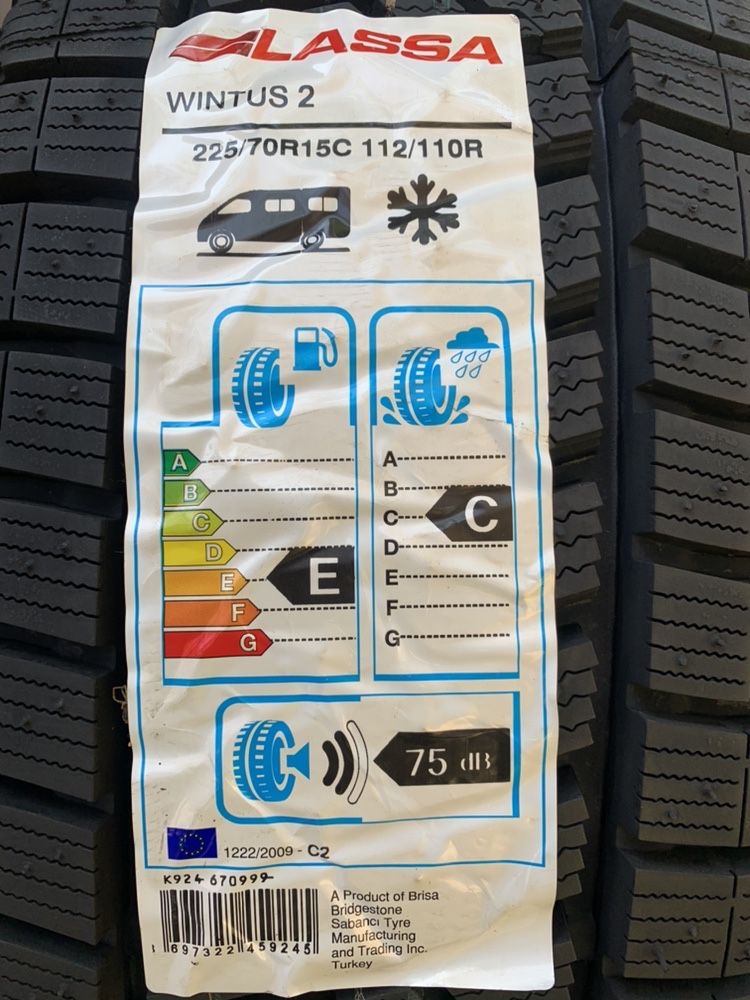 LASSA
WINTUS 2
225/70R15C 112/110R
A
B
C
D
E
F
G
E
A
B
C
D
E
F
G
C
75 dB
1222/2009 - C2
K924 670999
8 697322 459245
A Product of Brisa
Bridgestone
Sabancı Tyre
Manufacturing
and Trading Inc.
Turkey